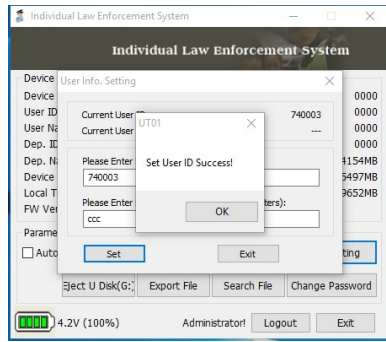 Individual Law Enforcement System
Individual Law Enforcement System
Device
User Info. Setting
Device
0000
User ID
Current User
740003
0000
User Na
Current User
---
0000
UT01
Dep. ID
0000
Dep. Na
Please Enter
Set User ID Success!
4154MB
Device
740003
5497MB
Local T
Please Enter
ters):
9652MB
FW Ver
ccc
OK
Parame
Auto
Set
Exit
ting
Eject U Disk(G:)
Export File
Search File
Change Password
4.2V (100%)
Administrator!
Logout
Exit